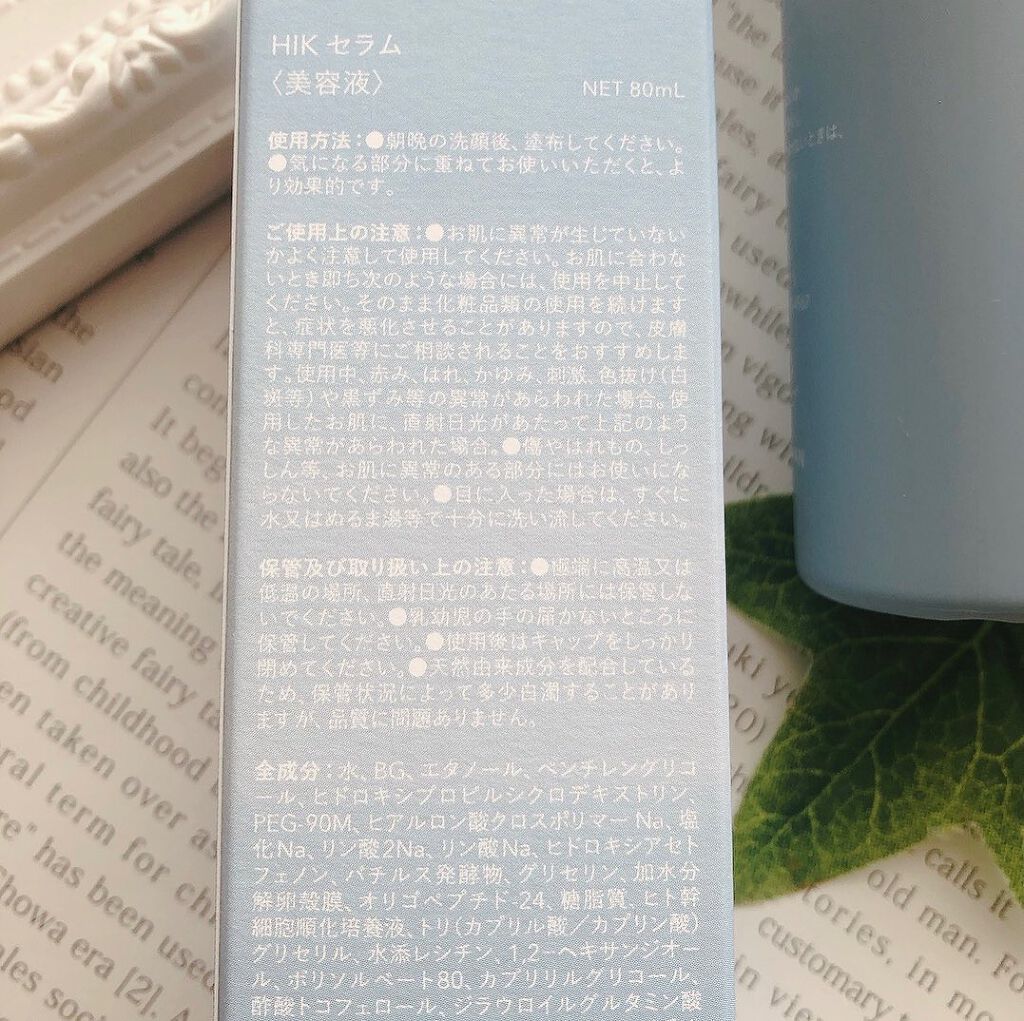 HIK セラム
〈美容液〉
NET 80mL
使用方法：●朝晩の洗顔後、塗布してください。
●気になる部分に重ねてお使いいただくと、よ
り効果的です。
ご使用上の注意：●お肌に異常が生じていない
かよく注意して使用してください。お肌に合わな
いとき即ち次のような場合には、使用を中止して
ください。そのまま化粧品類の使用を続けます
と、症状を悪化させることがありますので、皮膚
科専門医等にご相談されることをおすすめしま
す。使用中、赤み、はれ、かゆみ、刺激、色抜け（白
斑等）や黒ずみ等の異常があらわれた場合。使
用したお肌に、直射日光があたって上記のよう
な異常があらわれた場合。●傷やはれもの、しっ
しん等、お肌に異常のある部分にはお使いにな
らないでください。●目に入った場合は、すぐに
水又はぬるま湯等で十分に洗い流してください。
保管及び取り扱い上の注意：●極端に高温又は
低温の場所、直射日光のあたる場所には保管しな
いでください。●乳幼児の手の届かないところに
保管してください。●使用後はキャップをしっかり
閉めてください。●天然由来成分を配合している
ため、保管状況によって多少白濁することがあり
ますが、品質に問題ありません。
全成分：水、BG、エタノール、ペンチレングリコ
ール、ヒドロキシプロピルシクロデキストリン、
PEG-90M、ヒアルロン酸クロスポリマーNa、塩
化Na、リン酸2Na、リン酸Na、ヒドロキシアセト
フェノン、バチルス発酵物、グリセリン、加水分
解卵殻膜、オリゴペプチド-24、糖脂質、ヒト幹
細胞順化培養液、トリ（カプリル酸／カプリン酸）
グリセリル、水添レシチン、1,2-ヘキサンジオー
ル、ポリソルベート80、カプリリルグリコール、
酢酸トコフェロール、ジラウロイルグルタミン酸
It beg
also the
fairy tale,
the meaning
creative fairy ta
(from childhood
en taken over a
oral term for ch
has been used
Showa era [2]. A
ales
calls it
old man. Fo
tories, in mo
customary
in view